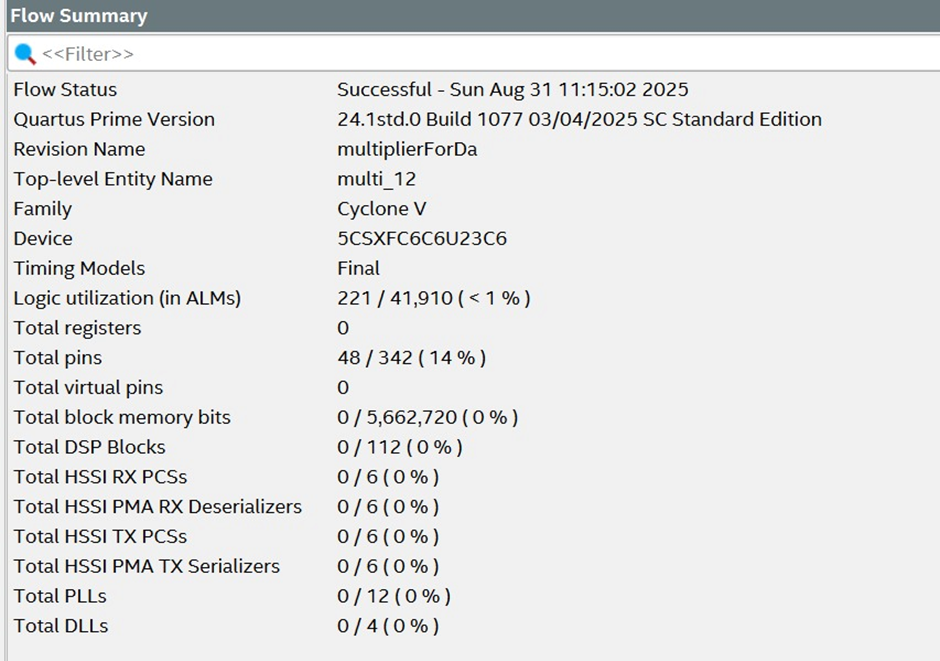 Flow Summary
<<Filter>>
Flow Status Successful - Sun Aug 31 11:15:02 2025
Quartus Prime Version 24.1std.0 Build 1077 03/04/2025 SC Standard Edition
Revision Name multiplierForDa
Top-level Entity Name multi_12
Family Cyclone V
Device 5CSXFC6C6U23C6
Timing Models Final
Logic utilization (in ALMs) 221 / 41,910 ( < 1 % )
Total registers 0
Total pins 48 / 342 ( 14 % )
Total virtual pins 0
Total block memory bits 0 / 5,662,720 ( 0 % )
Total DSP Blocks 0 / 112 ( 0 % )
Total HSSI RX PCSs 0 / 6 ( 0 % )
Total HSSI PMA RX Deserializers 0 / 6 ( 0 % )
Total HSSI TX PCSs 0 / 6 ( 0 % )
Total HSSI PMA TX Serializers 0 / 6 ( 0 % )
Total PLLs 0 / 12 ( 0 % )
Total DLLs 0 / 4 ( 0 % )